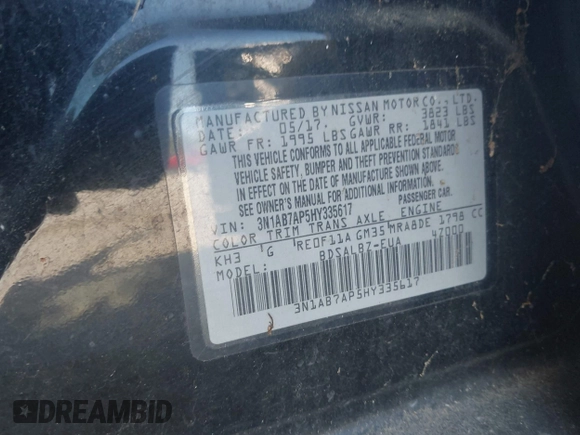 MANUFACTURED BY NISSAN MOTOR CO., LTD.
DATE: 05/17. GVWR: 3823 LBS
GAWR FR: 1995 LBS GAWR RR: 1841 LBS
THIS VEHICLE CONFORMS TO ALL APPLICABLE FEDERAL MOTOR
VEHICLE SAFETY, BUMPER AND THEFT PREVENTION STANDARDS
IN EFFECT ON THE DATE OF MANUFACTURE SHOWN ABOVE.
SEE OWNER'S MANUAL FOR ADDITIONAL INFORMATION.
VIN: 3N1AB7AP5HY335617 PASSENGER CAR.
COLOR TRIM TRANS AXLE ENGINE
KH3 G RE0F11A GM35 MRA8DE 1798 CC
MODEL: BDSALBZ-EUA 42000
3N1AB7AP5HY335617
DREAMBID